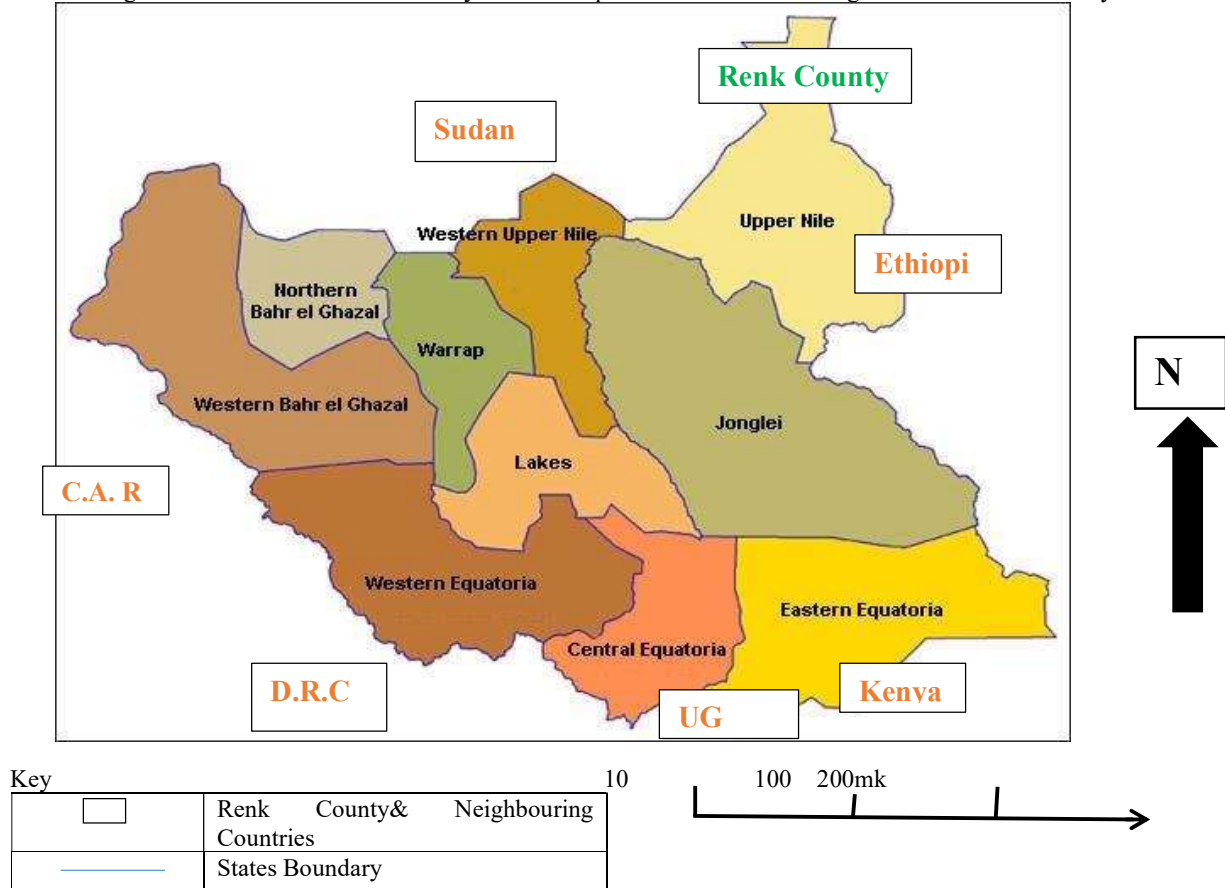 Renk County
Sudan
Western Upper Nile
Upper Nile
Ethiopi
Northern
Bahr el Ghazal
Warrap
N
Western Bahr el Ghazal
Jonglei
Lakes
C.A. R
Western Equatoria
Eastern Equatoria
Central Equatoria
D.R.C
Kenya
UG
Key
10 100 200mk
Renk County& Neighbouring
Countries
States Boundary